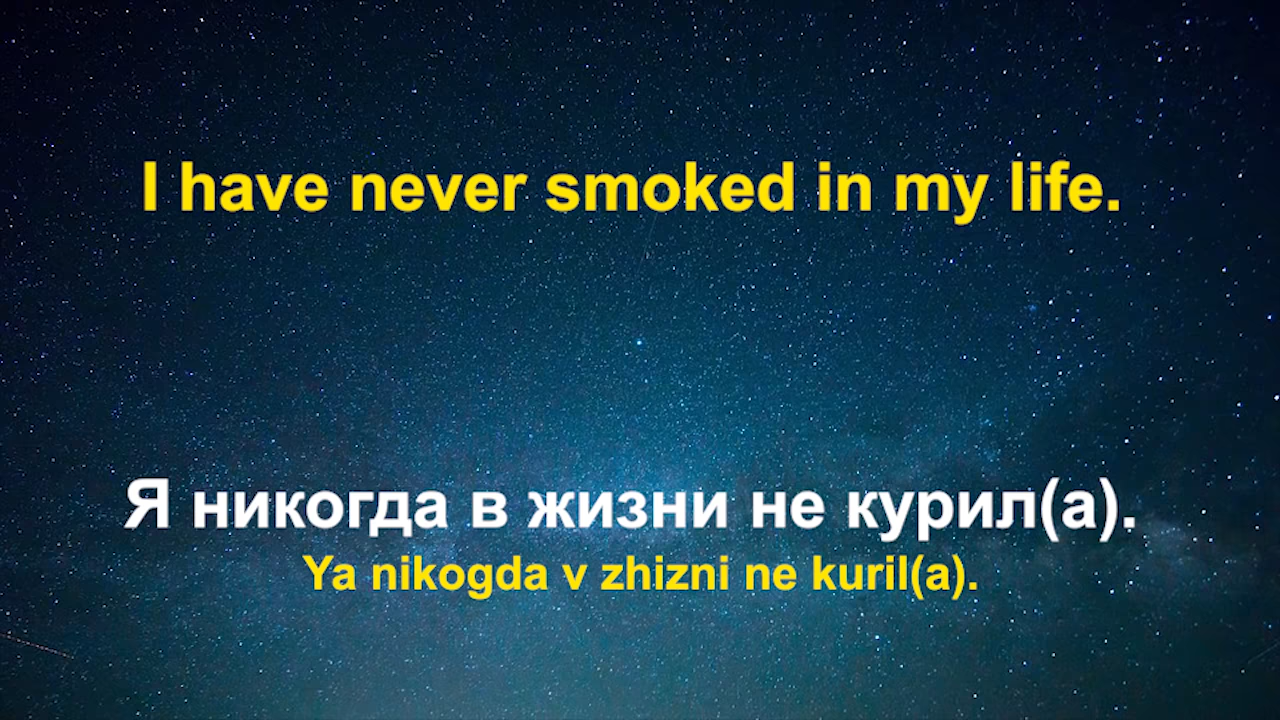 I have never smoked in my life.
Я никогда в жизни не курил(а).
Ya nikogda v zhizni ne kuril(a).